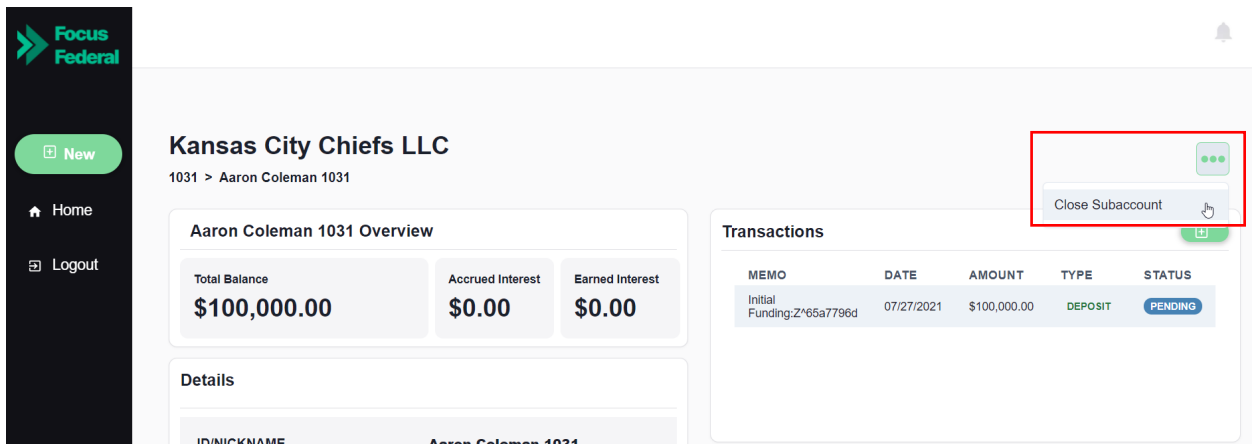 Focus
Federal
New
Home
Logout
Kansas City Chiefs LLC
1031 > Aaron Coleman 1031
Close Subaccount
Aaron Coleman 1031 Overview
Total Balance
$100,000.00
Accrued Interest
$0.00
Earned Interest
$0.00
Details
ID/NICKNAME Aaron Coleman 1031
Transactions
MEMO DATE AMOUNT TYPE STATUS
Initial
Funding:Z^65a7796d 07/27/2021 $100,000.00 DEPOSIT PENDING